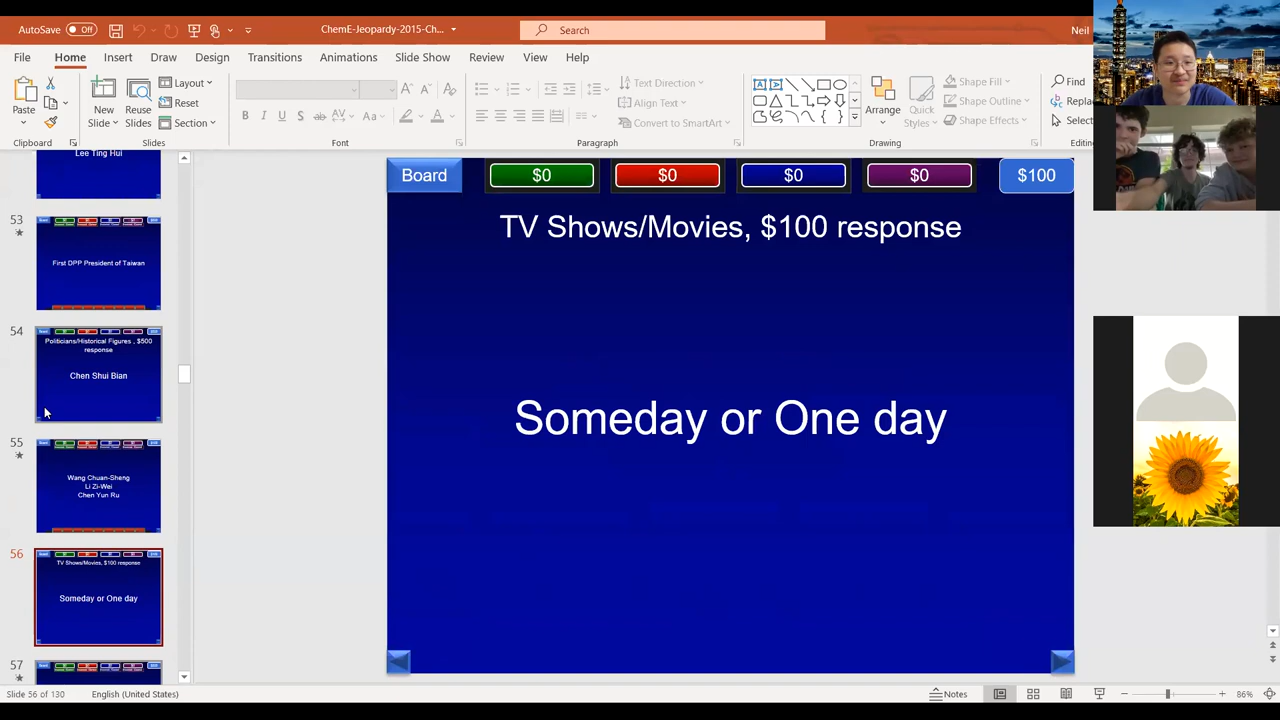 AutoSave Off
ChemE-Jeopardy-2015-Ch...
Search
Neil
File Home Insert Draw Design Transitions Animations Slide Show Review View Help
Paste
New Slide
Reuse Slides
Layout
Reset
Section
Text Direction
Align Text
Convert to SmartArt
Arrange
Quick Styles
Shape Fill
Shape Outline
Shape Effects
Find
Replac
Select
Clipboard
Slides
Font
Paragraph
Drawing
Editin
Lee Ting Hui
53
First DPP President of Taiwan
54
Politicians/Historical Figures , $500
response
Chen Shui Bian
55
Wang Chuan-Sheng
Li Zi-Wei
Chen Yun Ru
56
TV Shows/Movies, $100 response
Someday or One day
57
Board $0 $0 $0 $0 $100
TV Shows/Movies, $100 response
Someday or One day
Slide 56 of 130 English (United States) Notes 86%